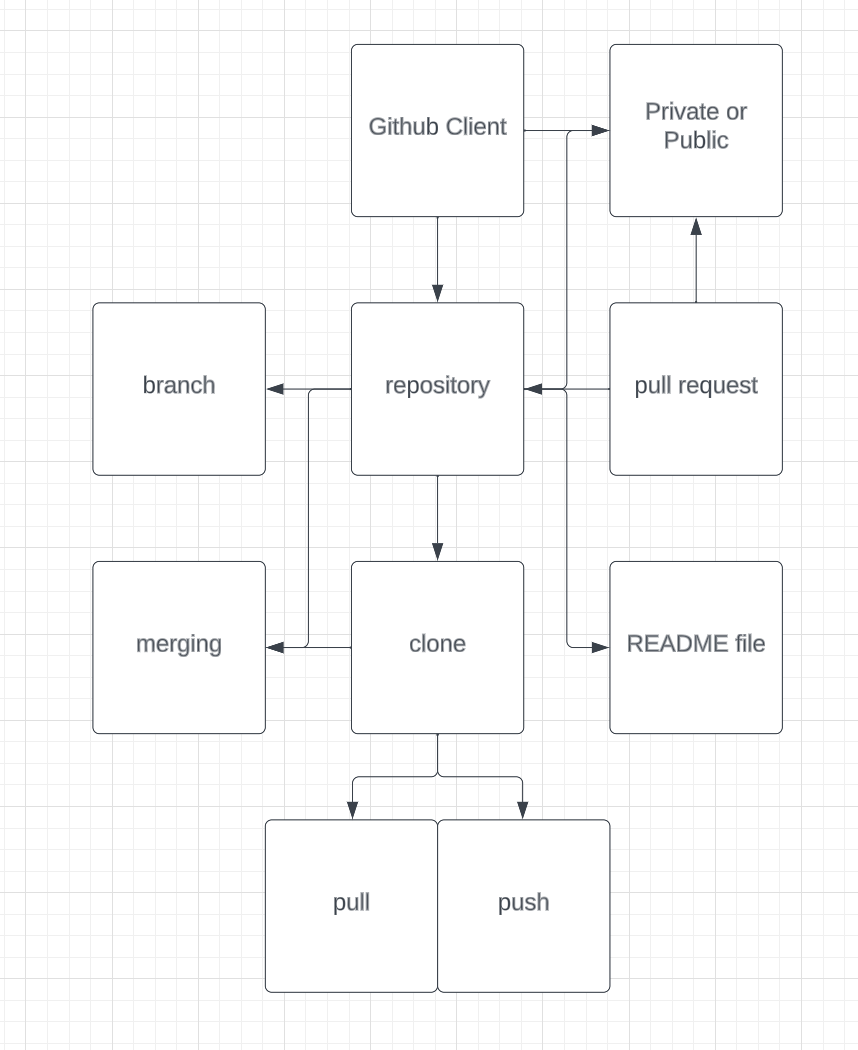 Github Client
Private or
Public
branch
repository
pull request
merging
clone
README file
pull
push